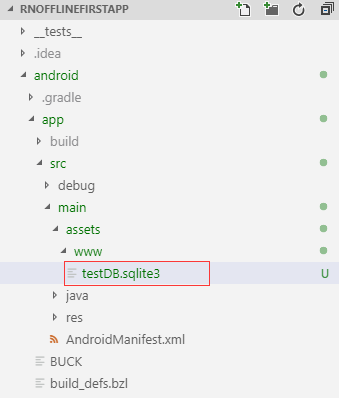 RNOFFLINEFIRSTAPP
__tests__
.idea
android
.gradle
app
build
src
debug
main
assets
www
testDB.sqlite3 U
java
res
AndroidManifest.xml
BUCK
build_defs.bzl